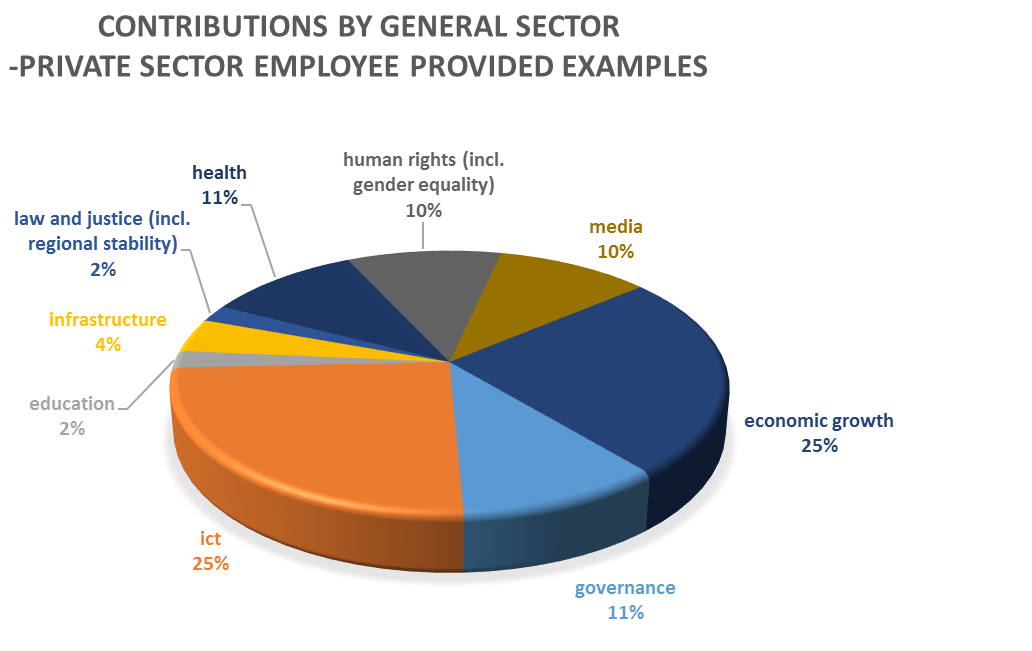 CONTRIBUTIONS BY GENERAL SECTOR
-PRIVATE SECTOR EMPLOYEE PROVIDED EXAMPLES
human rights (incl.
gender equality)
10%
health
11%
law and justice (incl.
regional stability)
2%
media
10%
infrastructure
4%
education
2%
economic growth
25%
ict
25%
governance
11%